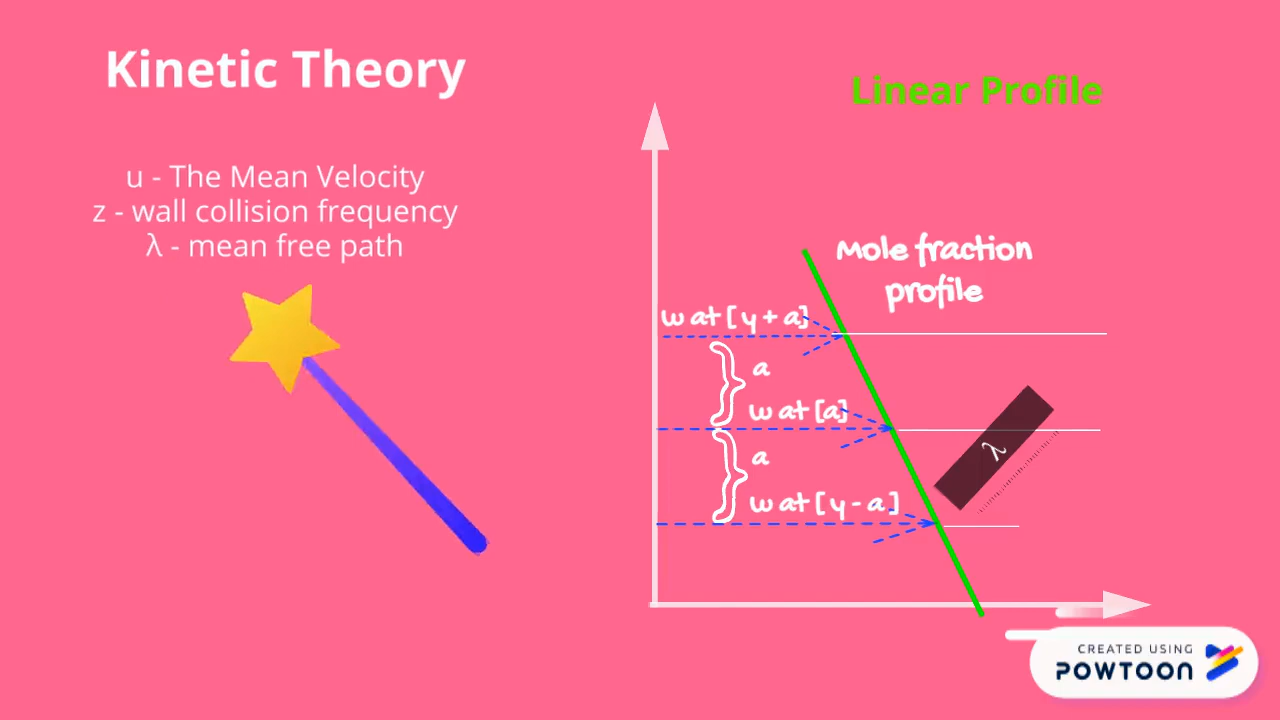 Kinetic Theory
u - The Mean Velocity
z - wall collision frequency
λ - mean free path
Linear Profile
Mole fraction
profile
w at [ y + a]
a
w at [a]
a
w at [ y - a ]
λ
CREATED USING
POWTOON